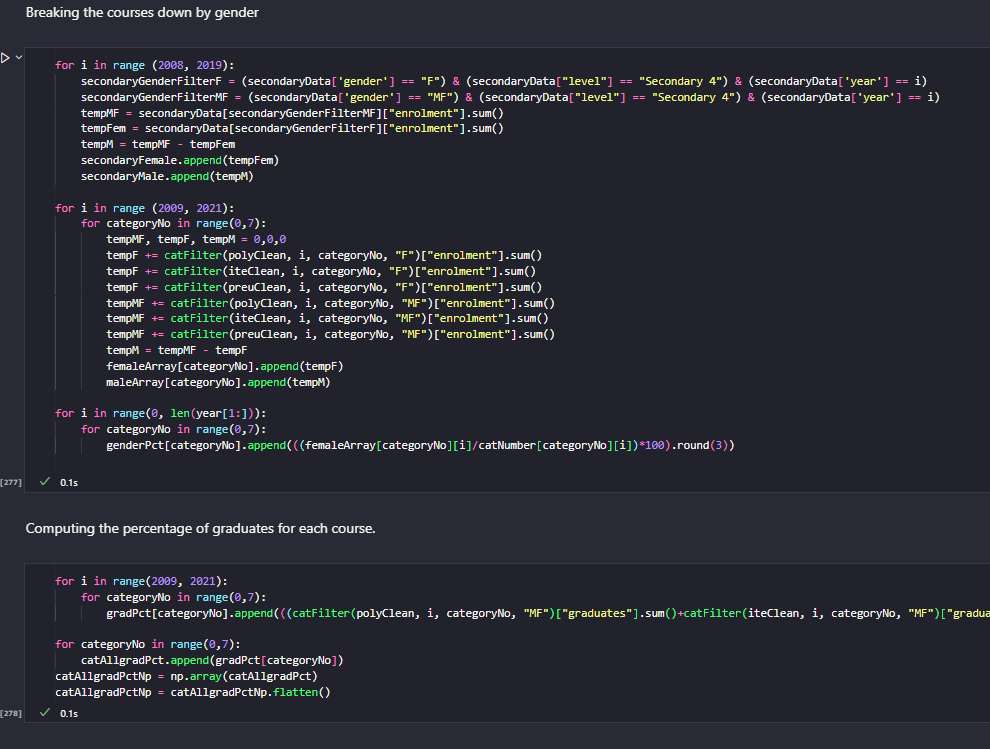 Breaking the courses down by gender
for i in range (2008, 2019):
secondaryGenderFilterF = (secondaryData['gender'] == "F") & (secondaryData["level"] == "Secondary 4") & (secondaryData['year'] == i)
secondaryGenderFilterMF = (secondaryData['gender'] == "MF") & (secondaryData["level"] == "Secondary 4") & (secondaryData['year'] == i)
tempMF = secondaryData[secondaryGenderFilterMF]["enrolment"].sum()
tempFem = secondaryData[secondaryGenderFilterF]["enrolment"].sum()
tempM = tempMF - tempFem
secondaryFemale.append(tempFem)
secondaryMale.append(tempM)
for i in range (2009, 2021):
for categoryNo in range(0,7):
tempMF, tempF, tempM = 0,0,0
tempF += catFilter(polyClean, i, categoryNo, "F")["enrolment"].sum()
tempF += catFilter(iteClean, i, categoryNo, "F")["enrolment"].sum()
tempF += catFilter(preuClean, i, categoryNo, "F")["enrolment"].sum()
tempMF += catFilter(polyClean, i, categoryNo, "MF")["enrolment"].sum()
tempMF += catFilter(iteClean, i, categoryNo, "MF")["enrolment"].sum()
tempMF += catFilter(preuClean, i, categoryNo, "MF")["enrolment"].sum()
tempM = tempMF - tempF
femaleArray[categoryNo].append(tempF)
maleArray[categoryNo].append(tempM)
for i in range(0, len(year[1:])):
for categoryNo in range(0,7):
genderPct[categoryNo].append(((femaleArray[categoryNo][i]/catNumber[categoryNo][i])*100).round(3))
[277] ✓ 0.1s
Computing the percentage of graduates for each course.
for i in range(2009, 2021):
for categoryNo in range(0,7):
gradPct[categoryNo].append(((catFilter(polyClean, i, categoryNo, "MF")["graduates"].sum()+catFilter(iteClean, i, categoryNo, "MF")["gradua
for categoryNo in range(0,7):
catAllgradPct.append(gradPct[categoryNo])
catAllgradPctNp = np.array(catAllgradPct)
catAllgradPctNp = catAllgradPctNp.flatten()
[278] ✓ 0.1s